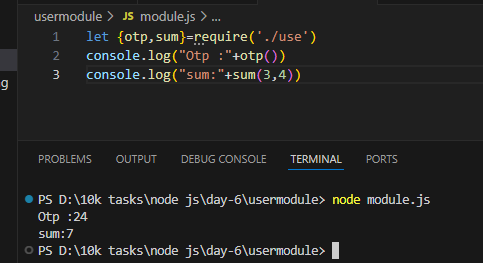 usermodule > JS module.js > ...
1 let {otp,sum}=require('./use')
2 console.log("Otp :"+otp())
3 console.log("sum:"+sum(3,4))
g
PROBLEMS OUTPUT DEBUG CONSOLE TERMINAL PORTS
PS D:\10k tasks\node js\day-6\usermodule> node module.js
Otp :24
sum:7
PS D:\10k tasks\node js\day-6\usermodule>